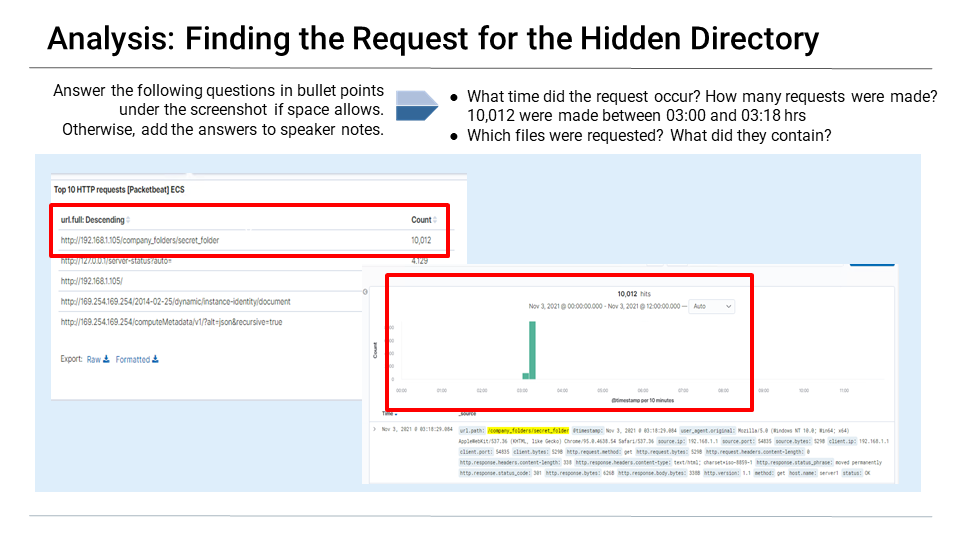 Analysis: Finding the Request for the Hidden Directory
Answer the following questions in bullet points
under the screenshot if space allows.
Otherwise, add the answers to speaker notes.
● What time did the request occur? How many requests were made?
10,012 were made between 03:00 and 03:18 hrs
● Which files were requested? What did they contain?
Top 10 HTTP requests [Packetbeat] ECS
url.full: Descending Count
http://192.168.1.105/company_folders/secret_folder 10,012
http://127.0.0.1/server-status?auto= 4,129
http://192.168.1.105/
http://169.254.169.254/2014-02-25/dynamic/instance-identity/document
http://169.254.169.254/computeMetadata/v1/?alt=json&recursive=true
Export: Raw Formatted
10,012 hits
Nov 3, 2021 @ 00:00:00.000 - Nov 3, 2021 @ 12:00:00.000 — Auto
Count
00:00 01:00 02:00 03:00 04:00 05:00 06:00 07:00 08:00 09:00 10:00 11:00
@timestamp per 10 minutes
Time _source
> Nov 3, 2021 @ 03:18:29.084 url.path: /company_folders/secret_folder @timestamp: Nov 3, 2021 @ 03:18:29.084 user_agent.original: Mozilla/5.0 (Windows NT 10.0; Win64; x64)
AppleWebKit/537.36 (KHTML, like Gecko) Chrome/95.0.4638.54 Safari/537.36 source.ip: 192.168.1.1 source.port: 54835 source.bytes: 529B client.ip: 192.168.1.1
client.port: 54835 client.bytes: 529B http.request.method: get http.request.bytes: 529B http.request.headers.content-length: 0
http.response.headers.content-length: 338 http.response.headers.content-type: text/html; charset=iso-8859-1 http.response.status_phrase: moved permanently
http.response.status_code: 301 http.response.bytes: 626B http.response.body.bytes: 338B http.version: 1.1 method: get host.name: server1 status: OK